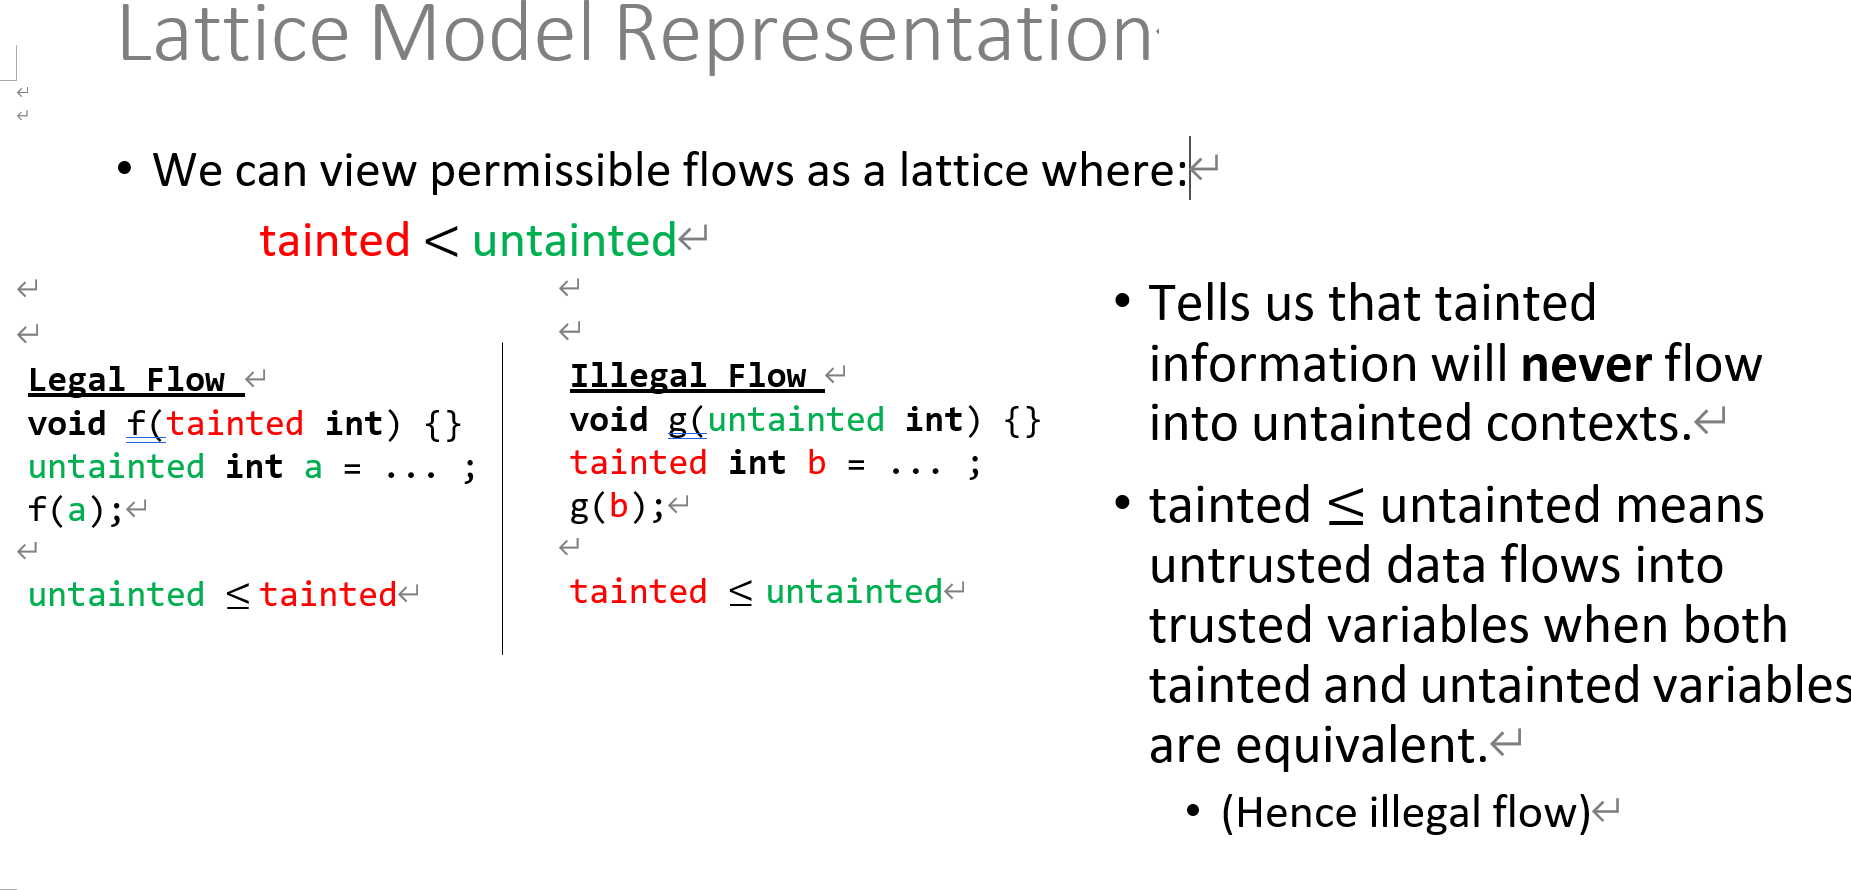 Lattice Model Representation
• We can view permissible flows as a lattice where:
tainted < untainted
Legal Flow
void f(tainted int) {}
untainted int a = ... ;
f(a);
untainted ≤ tainted
Illegal Flow
void g(untainted int) {}
tainted int b = ... ;
g(b);
tainted ≤ untainted
• Tells us that tainted
information will never flow
into untainted contexts.
• tainted ≤ untainted means
untrusted data flows into
trusted variables when both
tainted and untainted variables
are equivalent.
• (Hence illegal flow)